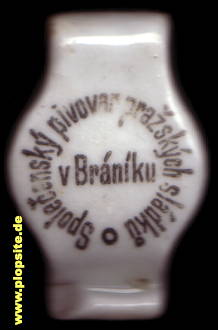 Společenský pivovar pražských sládků
v Bráníku
www.plopsite.de